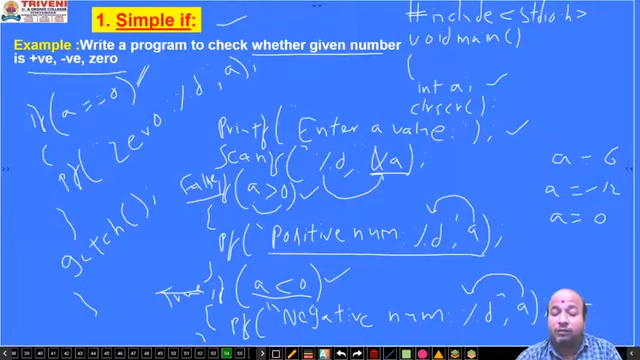 TRIVENI
1. Simple if:
Example: Write a program to check whether given number
is +ve, -ve, zero
#include<stdio.h>
void main()
{
int a;
clrscr();
printf("Enter a value: ");
Scanf("%d, &a);
False
if(a>0)
{
pf("Positive num: %d", a);
}
True
if(a<0)
{
pf("Negative num: %d", a);
}
if(a==0)
{
pf("Zero: %d", a);
}
getch();
}
a-6
a=-12
a=0